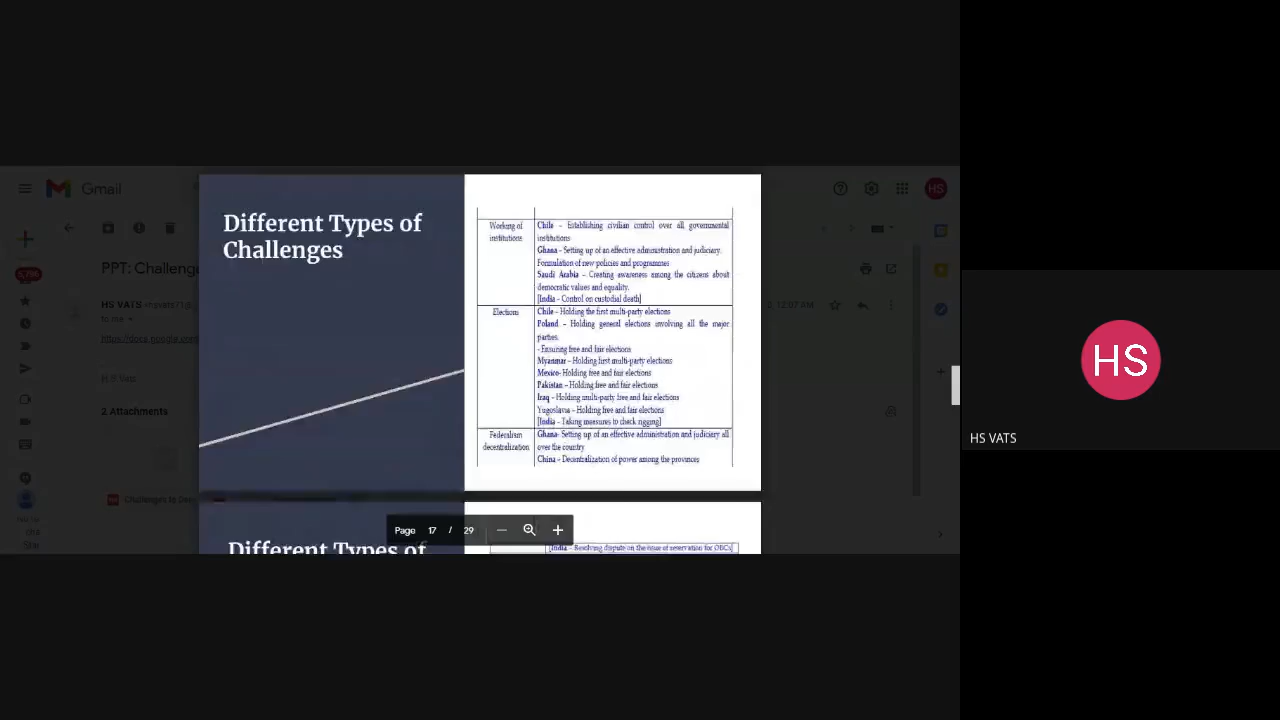 Gmail
HS
PPT: Challenge
HS VATS
12:07 AM
to me
H.S Vats
2 Attachments
Different Types of
Challenges
Working of
institutions
Chile – Establishing civilian control over all governmental
institutions
Ghana – Setting up of an effective administration and judiciary.
Formulation of new policies and programmes
Saudi Arabia – Creating awareness among the citizens about
democratic values and equality.
[India – Control on custodial death]
Elections
Chile – Holding the first multi-party elections
Poland – Holding general elections involving all the major
parties.
- Ensuring free and fair elections
Myanmar – Holding first multi-party elections
Mexico- Holding free and fair elections
Pakistan – Holding free and fair elections
Iraq – Holding multi-party free and fair elections
Yugoslavia – Holding free and fair elections
[India – Taking measures to check rigging]
Federalism
decentralization
Ghana- Setting up of an effective administration and judiciary all
over the country
China – Decentralization of power among the provinces
Page 17 / 29
Different Types of
[India – Resolving dispute on the issue of reservation for OBCs]
HS
HS VATS